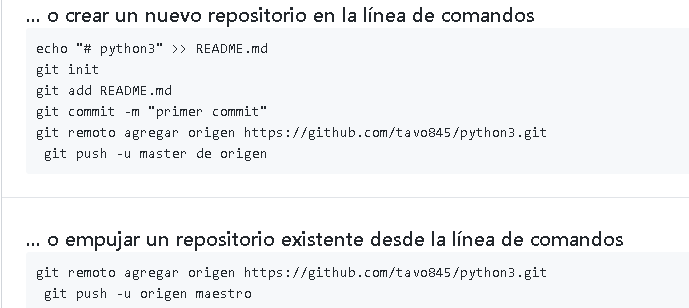 ... o crear un nuevo repositorio en la línea de comandos
echo "# python3" >> README.md
git init
git add README.md
git commit -m "primer commit"
git remoto agregar origen https://github.com/tavo845/python3.git
git push -u master de origen
... o empujar un repositorio existente desde la línea de comandos
git remoto agregar origen https://github.com/tavo845/python3.git
git push -u origen maestro